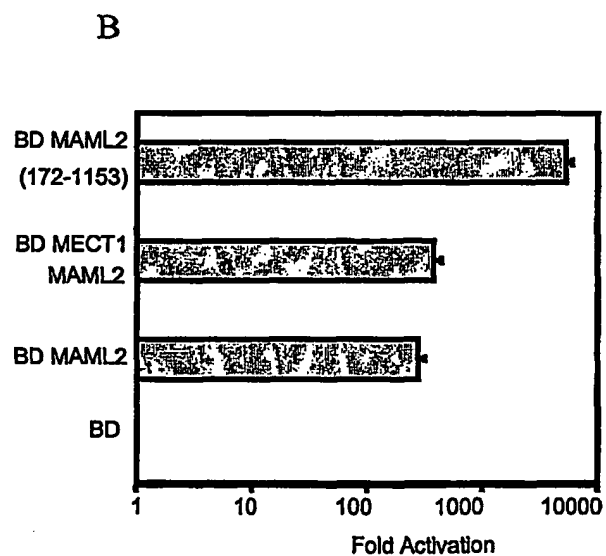 B
BD MAML2
(172-1153)
BD MECT1
MAML2
BD MAML2
BD
1 10 100 1000 10000
Fold Activation